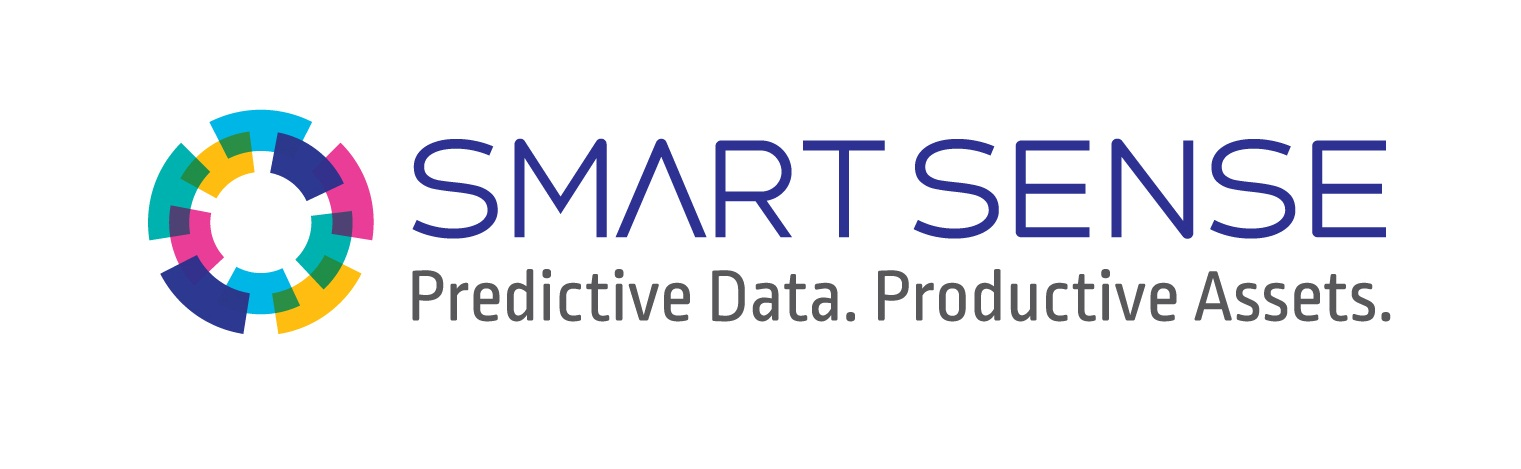 SMART SENSE
Predictive Data. Productive Assets.